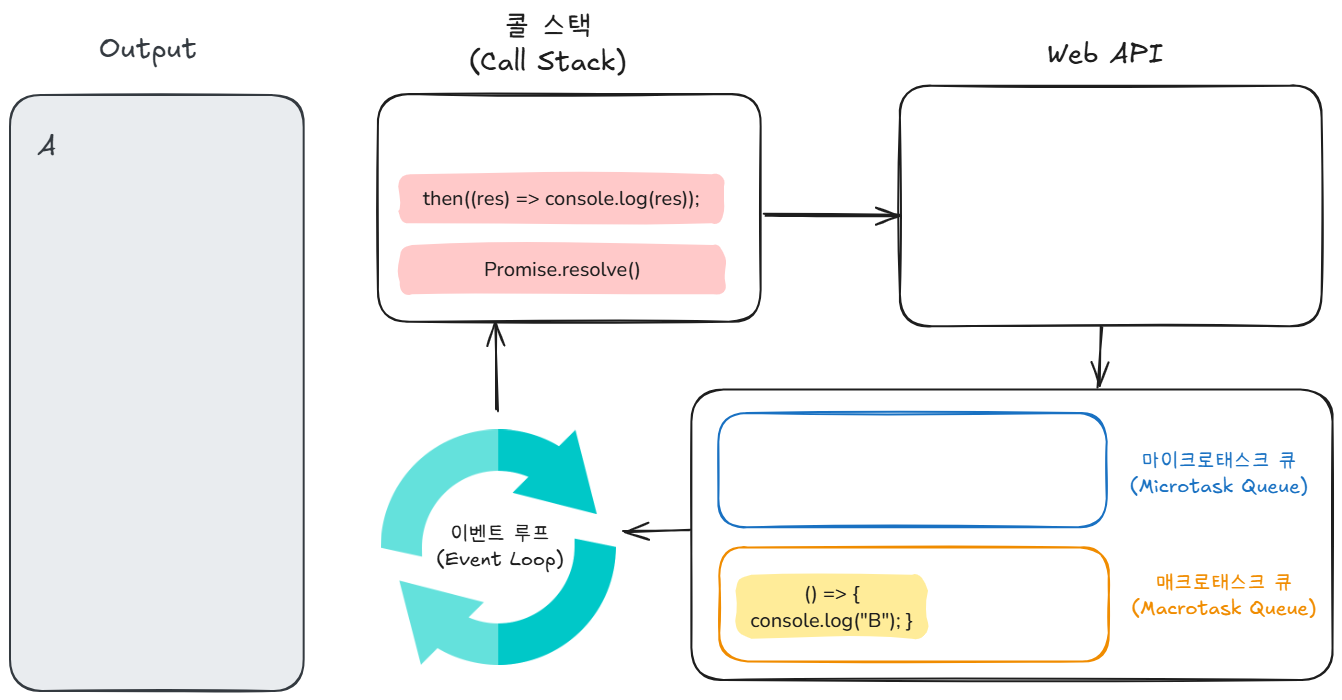 Output
A
콜 스택
(Call Stack)
then((res) => console.log(res));
Promise.resolve()
Web API
이벤트 루프
(Event Loop)
마이크로태스크 큐
(Microtask Queue)
() => {
console.log("B"); }
매크로태스크 큐
(Macrotask Queue)